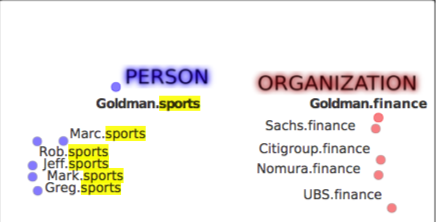 PERSON
Goldman.sports
Marc.sports
Rob.sports
Jeff.sports
Mark.sports
Greg.sports
ORGANIZATION
Goldman.finance
Sachs.finance
Citigroup.finance
Nomura.finance
UBS.finance